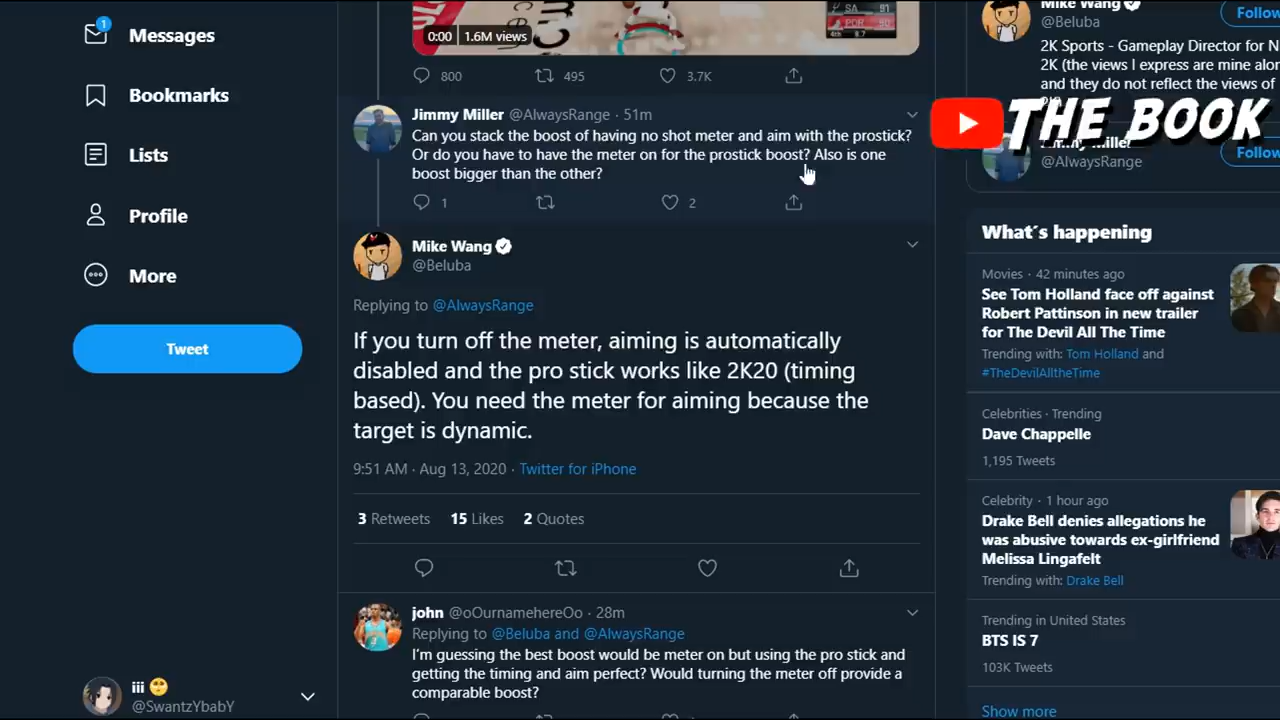 1
Messages
Bookmarks
Lists
Profile
More
Tweet
iii
@SwantzYbabY
0:00 1.6M views
SA 91
4th 8.7
800 495 3.7K
Jimmy Miller @AlwaysRange · 51m
Can you stack the boost of having no shot meter and aim with the prostick?
Or do you have to have the meter on for the prostick boost? Also is one
boost bigger than the other?
1 2
Mike Wang
@Beluba
Replying to @AlwaysRange
If you turn off the meter, aiming is automatically
disabled and the pro stick works like 2K20 (timing
based). You need the meter for aiming because the
target is dynamic.
9:51 AM · Aug 13, 2020 · Twitter for iPhone
3 Retweets 15 Likes 2 Quotes
john @oOurnamehereOo · 28m
Replying to @Beluba and @AlwaysRange
I'm guessing the best boost would be meter on but using the pro stick and
getting the timing and aim perfect? Would turning the meter off provide a
comparable boost?
Mike Wang
@Beluba
Follow
2K Sports - Gameplay Director for N
2K (the views I express are mine alon
and they do not reflect the views of
THE BOOK
Jimmy Miller
@AlwaysRange
Follow
What´s happening
Movies · 42 minutes ago
See Tom Holland face off against
Robert Pattinson in new trailer
for The Devil All The Time
Trending with: Tom Holland and
#TheDevilAlltheTime
Celebrities · Trending
Dave Chappelle
1,195 Tweets
Celebrity · 1 hour ago
Drake Bell denies allegations he
was abusive towards ex-girlfriend
Melissa Lingafelt
Trending with: Drake Bell
Trending in United States
BTS IS 7
103K Tweets
Show more